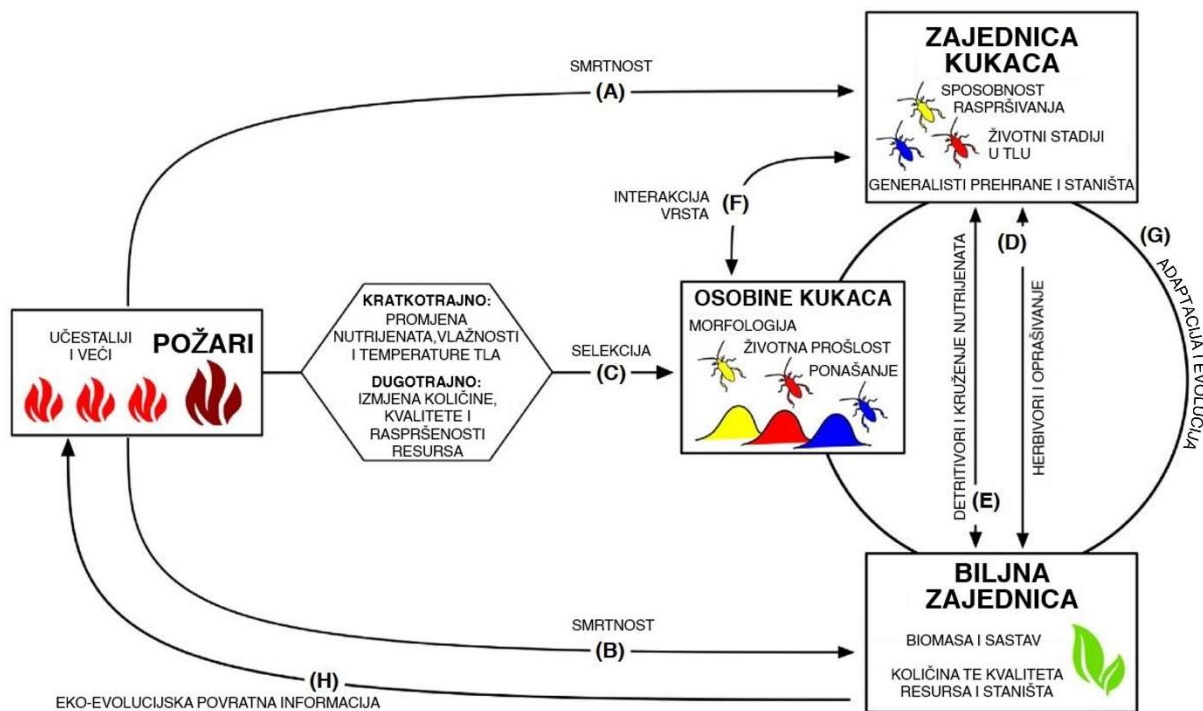 SMRTNOST
(A)
ZAJEDNICA
KUKACA
SPOSOBNOST
RASPRŠIVANJA
ŽIVOTNI STADIJI
U TLU
GENERALISTI PREHRANE I STANIŠTA
INTERAKCIJA
VRSTA
(F)
(D)
(G)
ADAPTACIJA I EVOLUCIJA
UČESTALIJI
I VEĆI
POŽARI
KRATKOTRAJNO:
PROMJENA
NUTRIJENATA,VLAŽNOSTI
I TEMPERATURE TLA
DUGOTRAJNO:
IZMJENA KOLIČINE,
KVALITETE I
RASPRŠENOSTI
RESURSA
SELEKCIJA
(C)
OSOBINE KUKACA
MORFOLOGIJA
ŽIVOTNA PROŠLOST
PONAŠANJE
DETRITIVORI I KRUŽENJE NUTRIJENATA
(E)
HERBIVORI I OPRAŠIVANJE
SMRTNOST
(B)
BILJNA
ZAJEDNICA
BIOMASA I SASTAV
KOLIČINA TE KVALITETA
RESURSA I STANIŠTA
(H)
EKO-EVOLUCIJSKA POVRATNA INFORMACIJA